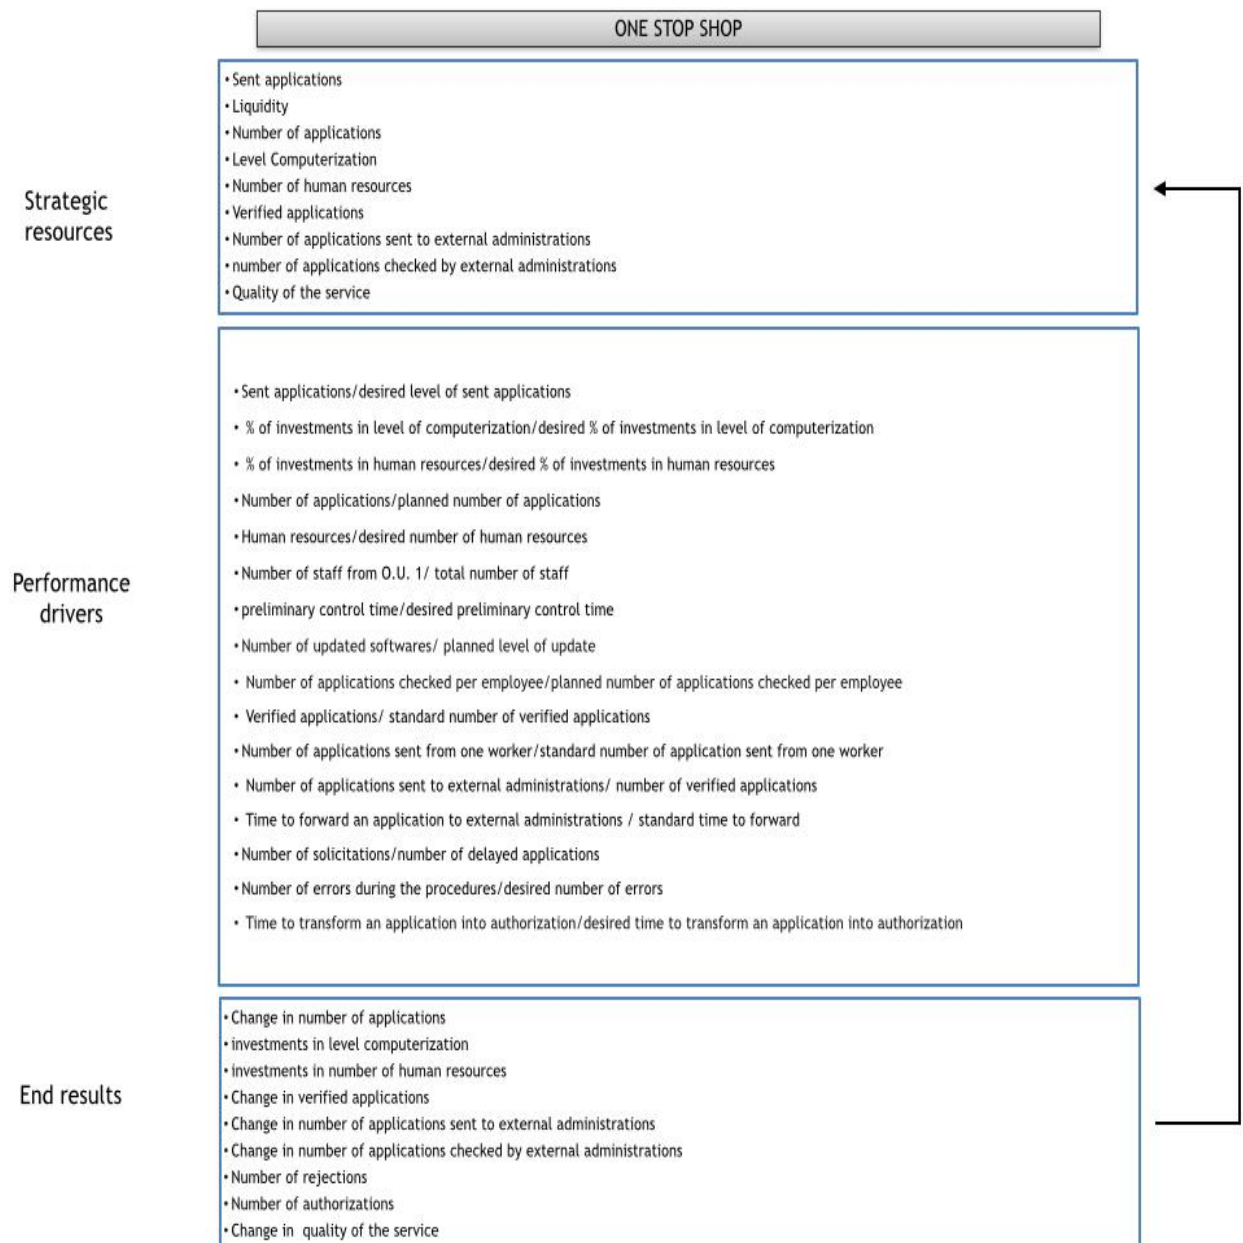 ONE STOP SHOP
Strategic
resources
•Sent applications
•Liquidity
•Number of applications
•Level Computerization
•Number of human resources
•Verified applications
•Number of applications sent to external administrations
•number of applications checked by external administrations
•Quality of the service
Performance
drivers
•Sent applications/desired level of sent applications
• % of investments in level of computerization/desired % of investments in level of computerization
• % of investments in human resources/desired % of investments in human resources
•Number of applications/planned number of applications
•Human resources/desired number of human resources
•Number of staff from O.U. 1/ total number of staff
•preliminary control time/desired preliminary control time
•Number of updated softwares/ planned level of update
• Number of applications checked per employee/planned number of applications checked per employee
• Verified applications/ standard number of verified applications
•Number of applications sent from one worker/standard number of application sent from one worker
• Number of applications sent to external administrations/ number of verified applications
• Time to forward an application to external administrations / standard time to forward
•Number of solicitations/number of delayed applications
•Number of errors during the procedures/desired number of errors
• Time to transform an application into authorization/desired time to transform an application into authorization
End results
•Change in number of applications
•investments in level computerization
•investments in number of human resources
•Change in verified applications
•Change in number of applications sent to external administrations
•Change in number of applications checked by external administrations
•Number of rejections
•Number of authorizations
•Change in quality of the service